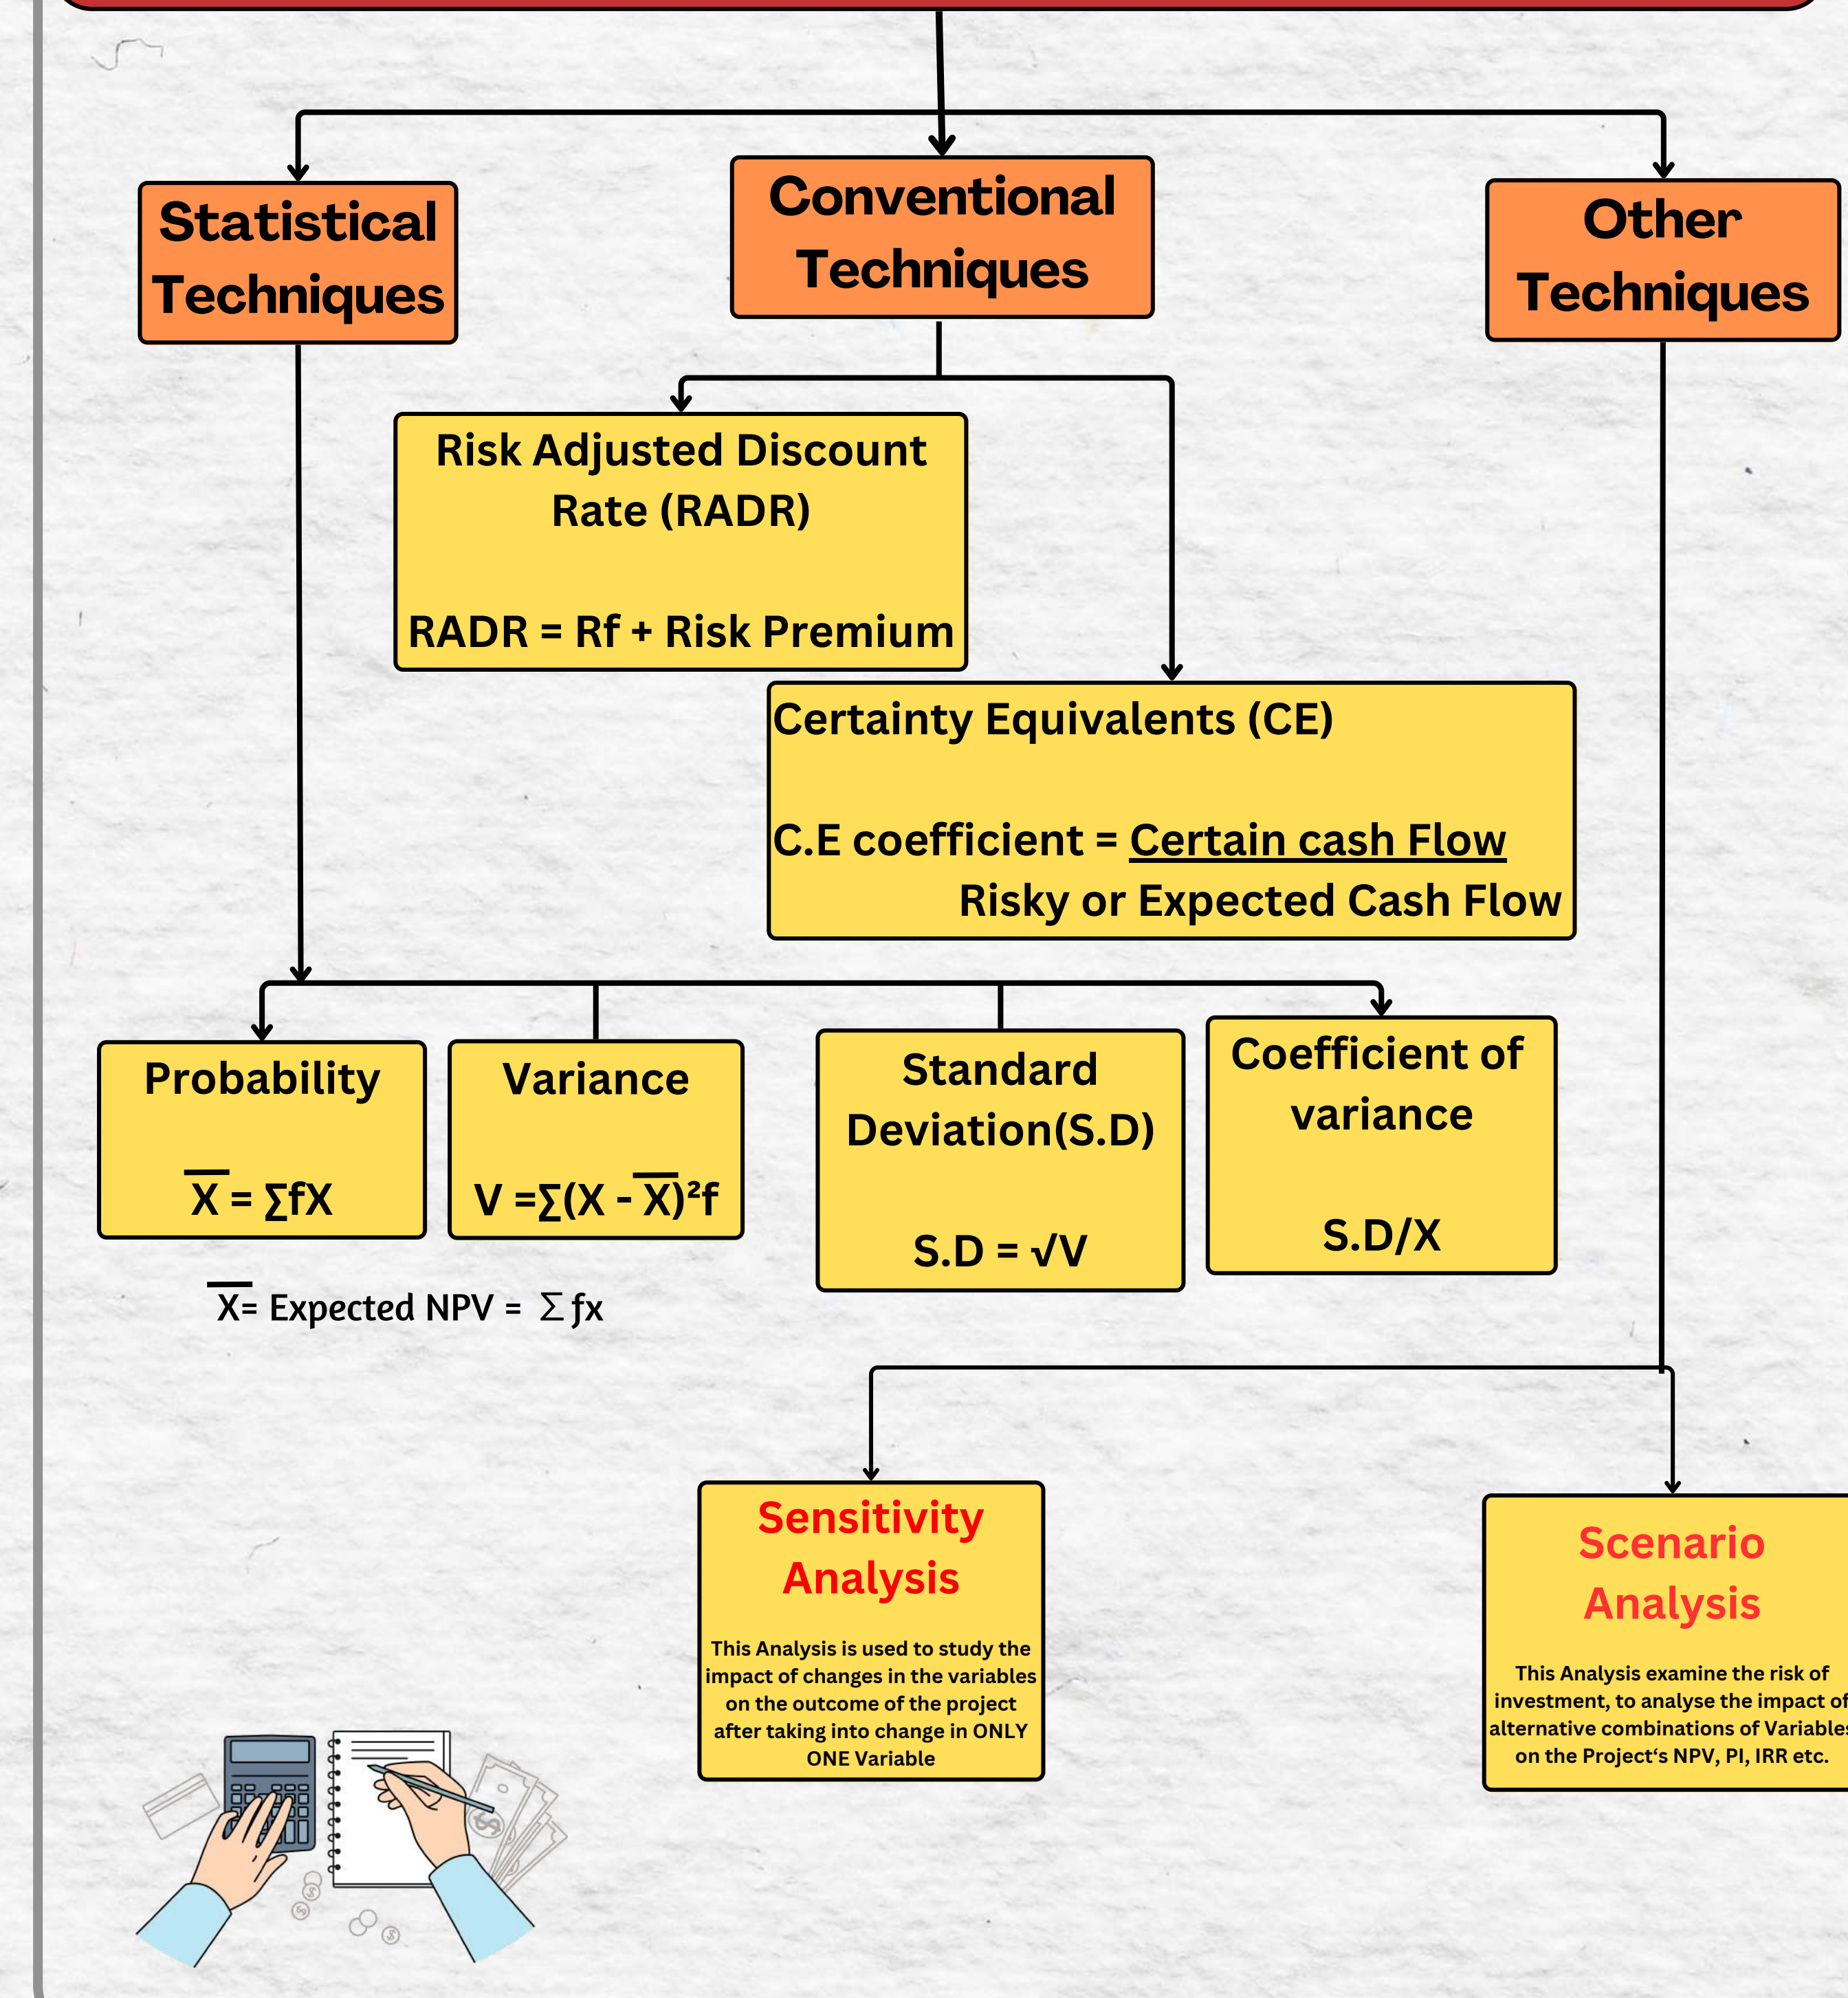 Statistical
Techniques
Conventional
Techniques
Other
Techniques
Risk Adjusted Discount
Rate (RADR)
RADR = Rf + Risk Premium
Certainty Equivalents (CE)
C.E coefficient = Certain cash Flow
Risky or Expected Cash Flow
Probability
X̅ = ∑fX
Variance
V =∑(X - X̅)²f
Standard
Deviation(S.D)
S.D = √V
Coefficient of
variance
S.D/X
X̅= Expected NPV = Σ fx
Sensitivity
Analysis
This Analysis is used to study the
impact of changes in the variables
on the outcome of the project
after taking into change in ONLY
ONE Variable
Scenario
Analysis
This Analysis examine the risk of
investment, to analyse the impact of
alternative combinations of Variables
on the Project‘s NPV, PI, IRR etc.